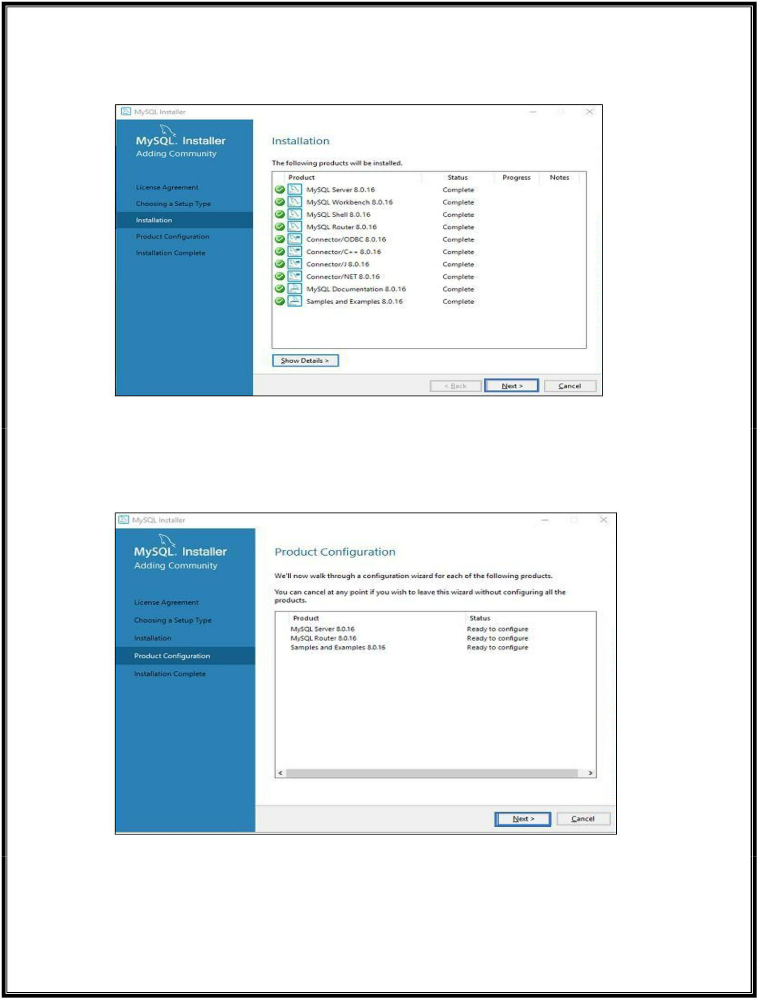 MySQL Installer
MySQL. Installer
Adding Community
License Agreement
Choosing a Setup Type
Installation
Product Configuration
Installation Complete
Installation
The following products will be installed.
Product Status Progress Notes
MySQL Server 8.0.16 Complete
MySQL Workbench 8.0.16 Complete
MySQL Shell 8.0.16 Complete
MySQL Router 8.0.16 Complete
Connector/ODBC 8.0.16 Complete
Connector/C++ 8.0.16 Complete
Connector/J 8.0.16 Complete
Connector/NET 8.0.16 Complete
MySQL Documentation 8.0.16 Complete
Samples and Examples 8.0.16 Complete
Show Details >
< Back Next > Cancel
MySQL Installer
MySQL. Installer
Adding Community
License Agreement
Choosing a Setup Type
Installation
Product Configuration
Installation Complete
Product Configuration
We'll now walk through a configuration wizard for each of the following products.
You can cancel at any point if you wish to leave this wizard without configuring all the
products.
Product Status
MySQL Server 8.0.16 Ready to configure
MySQL Router 8.0.16 Ready to configure
Samples and Examples 8.0.16 Ready to configure
Next > Cancel